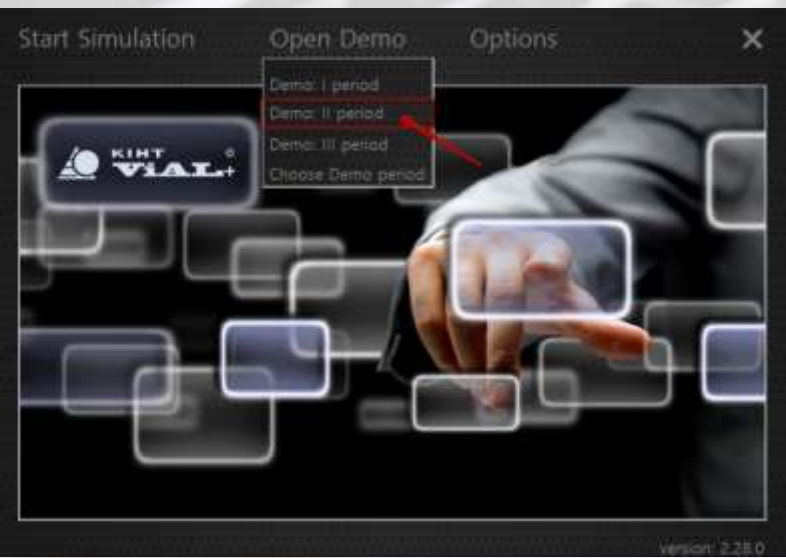 Start Simulation Open Demo Options
Demo: I period
Demo: II period
Demo: III period
Choose Demo period
KIHT
ViAL+
version: 2.28.0